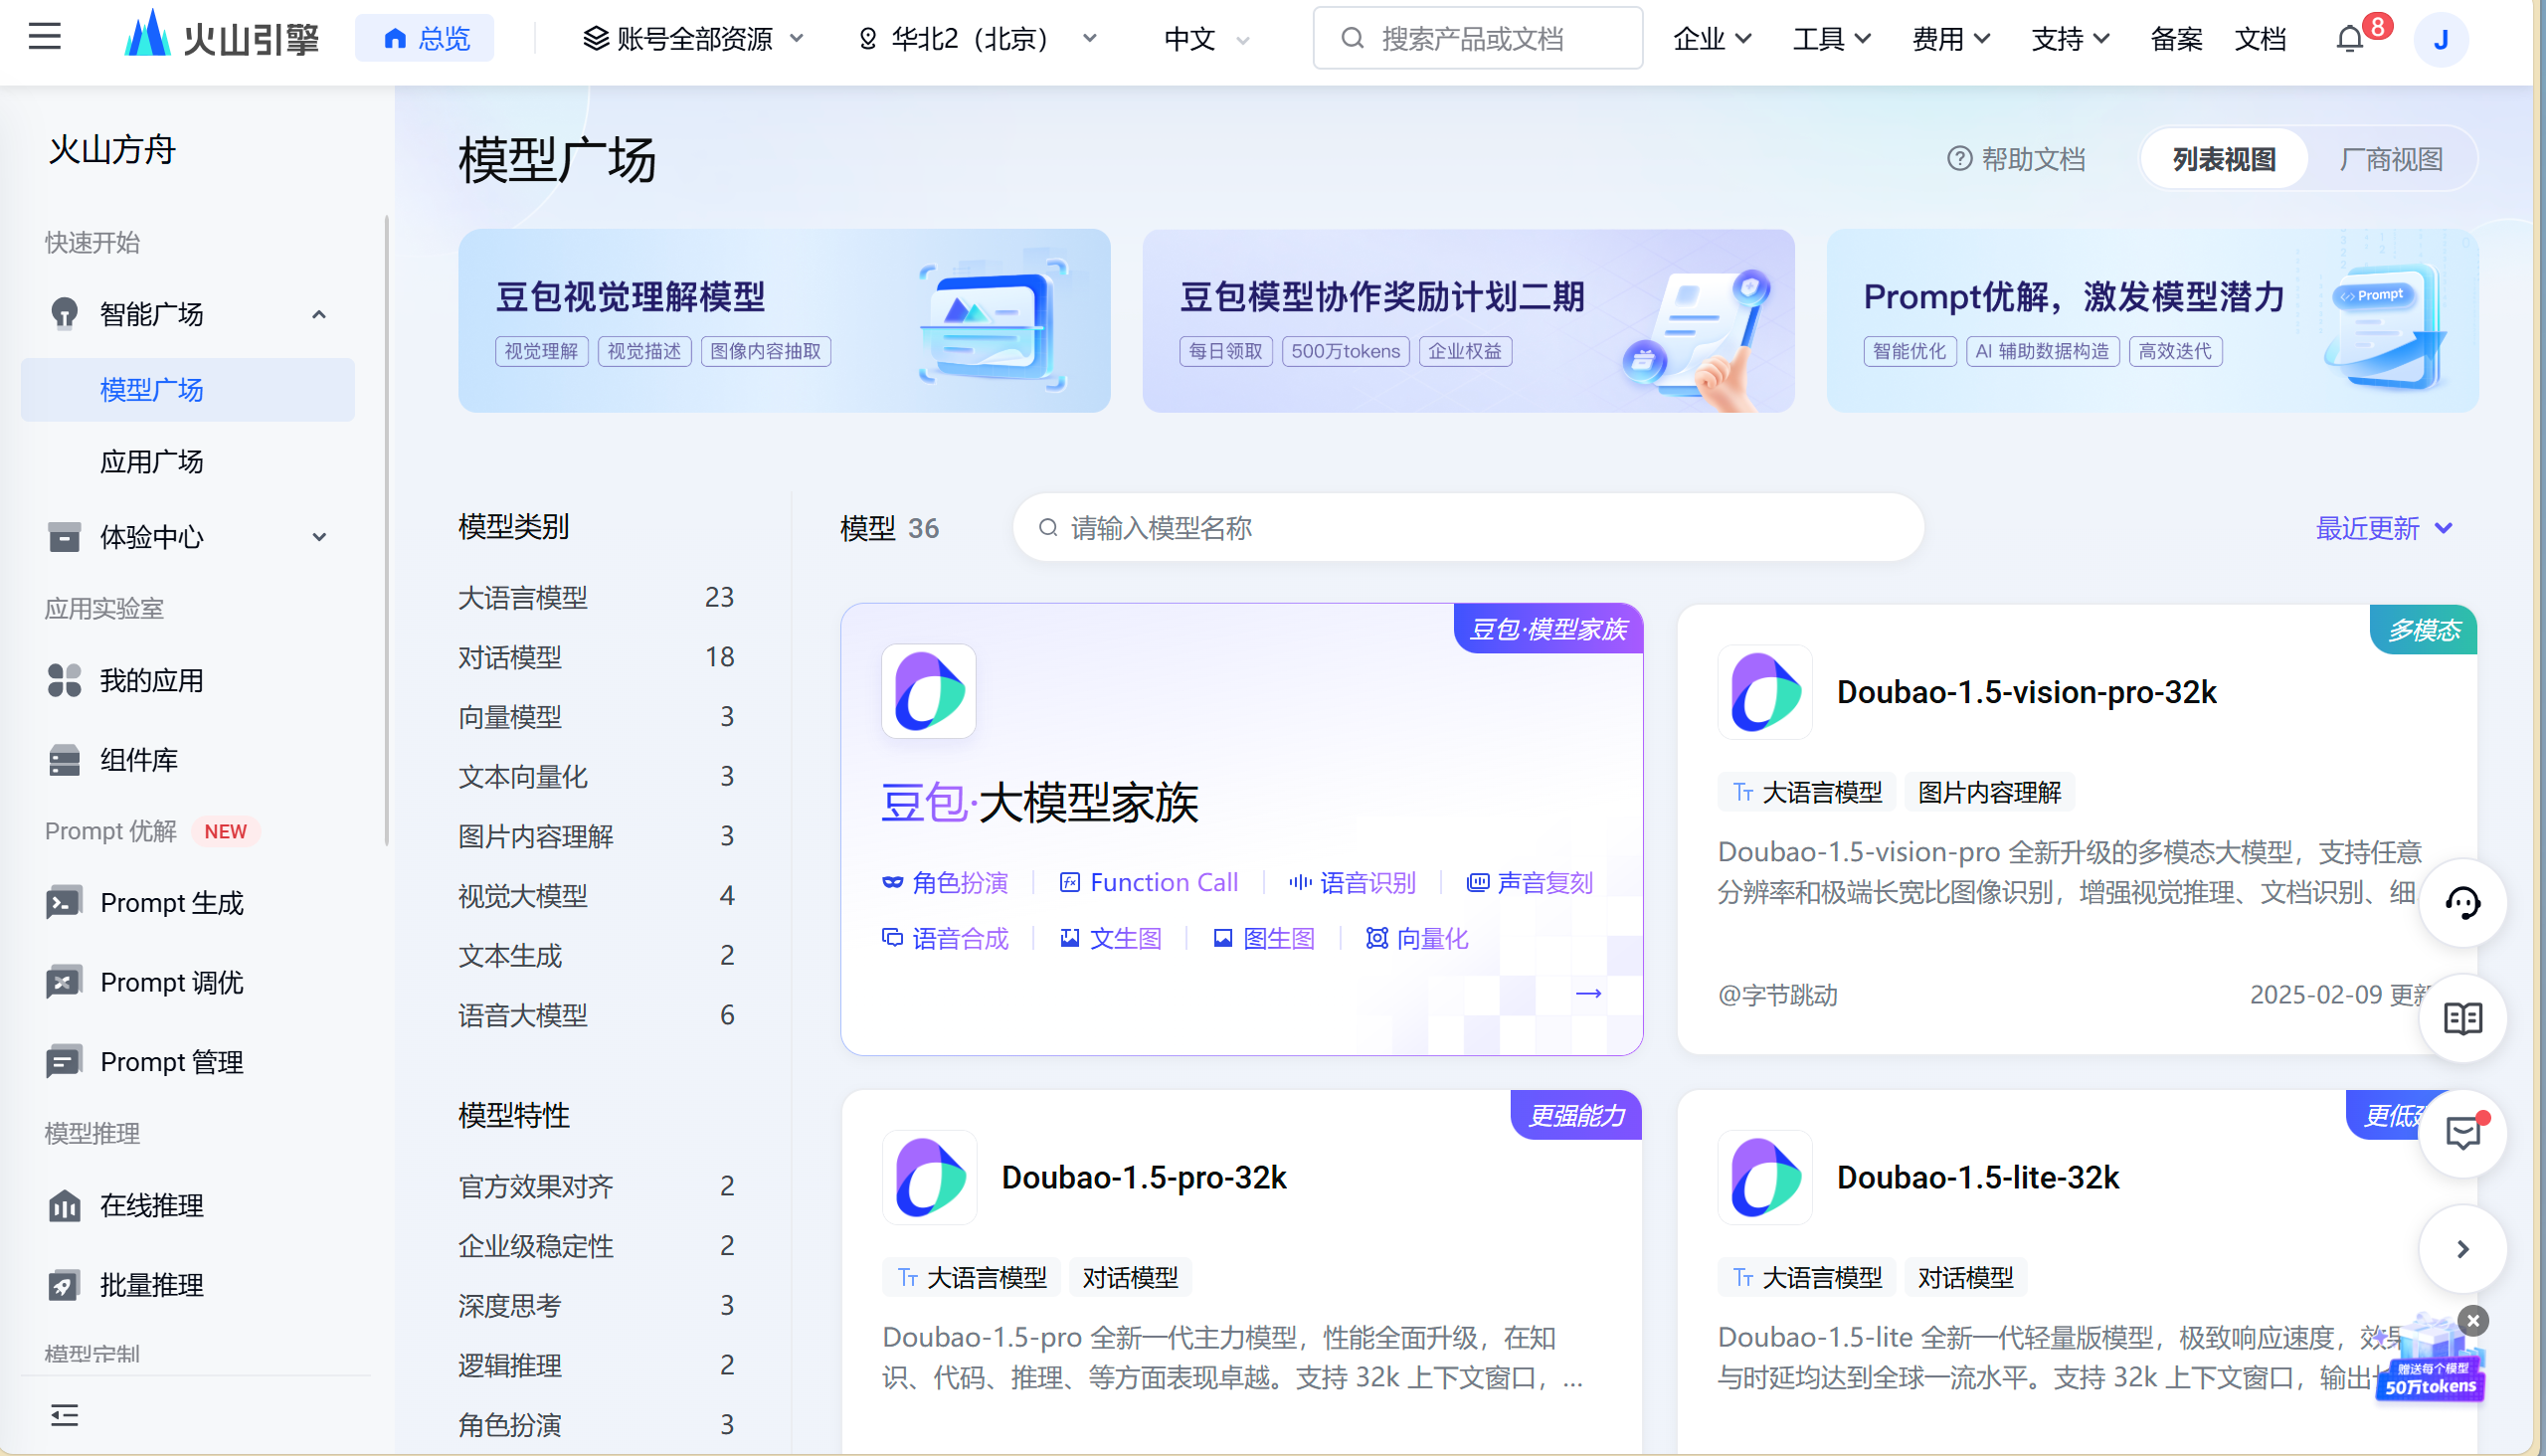 火山引擎
总览
账号全部资源
华北2（北京）
中文
搜索产品或文档
企业
工具
费用
支持
备案
文档
8
J
火山方舟
快速开始
智能广场
模型广场
应用广场
体验中心
应用实验室
我的应用
组件库
Prompt 优解 NEW
Prompt 生成
Prompt 调优
Prompt 管理
模型推理
在线推理
批量推理
模型定制
模型广场
帮助文档
列表视图
厂商视图
豆包视觉理解模型
视觉理解 视觉描述 图像内容抽取
豆包模型协作奖励计划二期
每日领取 500万tokens 企业权益
Prompt优解，激发模型潜力
智能优化 AI 辅助数据构造 高效迭代
Prompt
模型类别
大语言模型 23
对话模型 18
向量模型 3
文本向量化 3
图片内容理解 3
视觉大模型 4
文本生成 2
语音大模型 6
模型特性
官方效果对齐 2
企业级稳定性 2
深度思考 3
逻辑推理 2
角色扮演 3
模型 36
请输入模型名称
最近更新
豆包·模型家族
豆包·大模型家族
角色扮演 Function Call 语音识别 声音复刻
语音合成 文生图 图生图 向量化
多模态
Doubao-1.5-vision-pro-32k
大语言模型 图片内容理解
Doubao-1.5-vision-pro 全新升级的多模态大模型，支持任意
分辨率和极端长宽比图像识别，增强视觉推理、文档识别、细
@字节跳动
2025-02-09 更新
更强能力
Doubao-1.5-pro-32k
大语言模型 对话模型
Doubao-1.5-pro 全新一代主力模型，性能全面升级，在知
识、代码、推理、等方面表现卓越。支持 32k 上下文窗口，...
更低
Doubao-1.5-lite-32k
大语言模型 对话模型
Doubao-1.5-lite 全新一代轻量版模型，极致响应速度，效果
与时延均达到全球一流水平。支持 32k 上下文窗口，输出
赠送每个模型
50万tokens